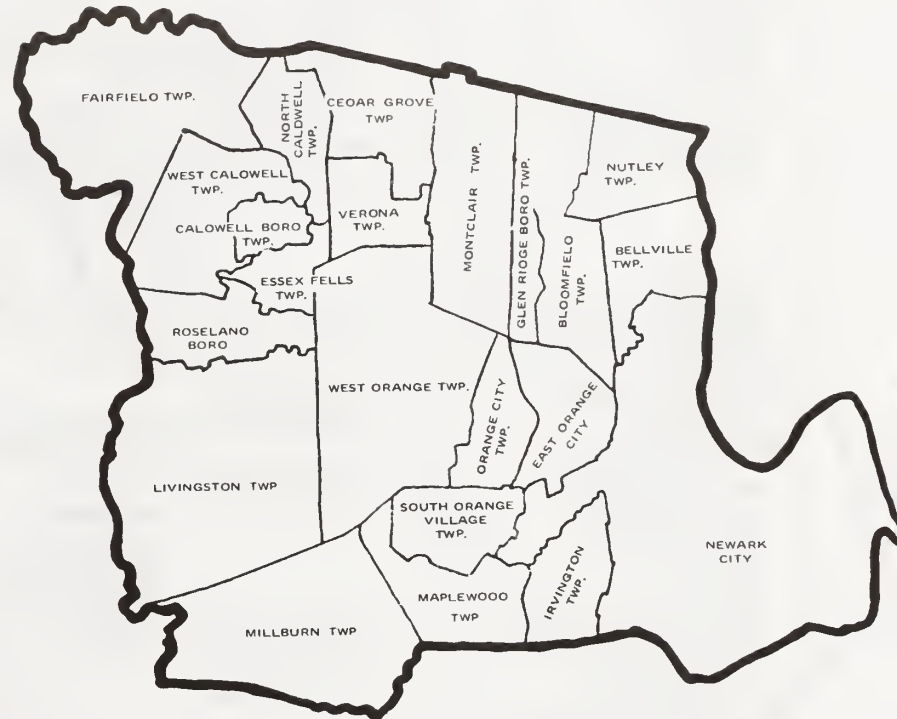 FAIRFIELO TWP.
NORTH
CALDWELL
TWP.
CEOAR GROVE
TWP
MONTCLAIR TWP.
GLEN RIOGE BORO TWP.
NUTLEY
TWP.
WEST CALOWELL
TWP.
CALOWELL BORO
TWP.
VERONA
TWP.
BLOOMFIELD
TWP.
BELLVILLE
TWP.
ESSEX FELLS
TWP.
ROSELANO
BORO
WEST ORANGE TWP.
ORANGE CITY
TWP.
EAST ORANGE
CITY
LIVINGSTON TWP
SOUTH ORANGE
VILLAGE
TWP.
NEWARK
CITY
MAPLEWOOO
TWP
IRVINGTON
TWP.
MILLBURN TWP